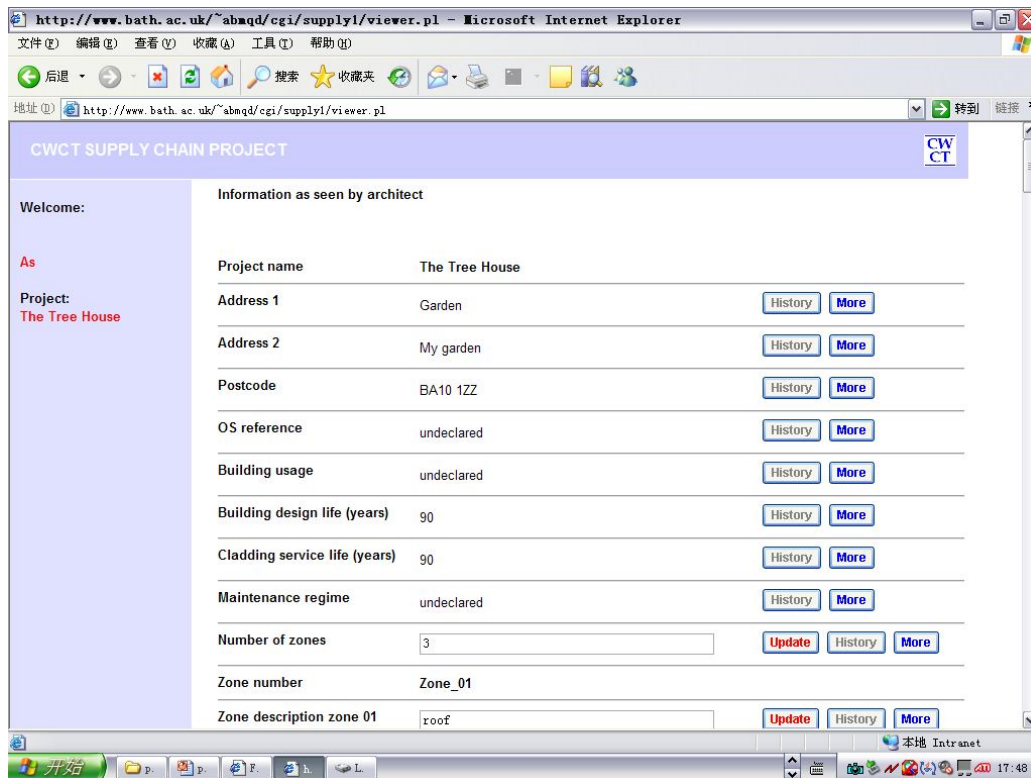 http://www.bath.ac.uk/~abmqd/cgi/supply1/viewer.pl - Microsoft Internet Explorer
文件(F) 编辑(E) 查看(V) 收藏(A) 工具(T) 帮助(H)
后退 搜索 收藏夹
地址(D) http://www.bath.ac.uk/~abmqd/cgi/supply1/viewer.pl 转到 链接
CWCT SUPPLY CHAIN PROJECT
CW
CT
Welcome:
As
Project:
The Tree House
Information as seen by architect
Project name The Tree House
Address 1 Garden History More
Address 2 My garden History More
Postcode BA10 1ZZ History More
OS reference undeclared History More
Building usage undeclared History More
Building design life (years) 90 History More
Cladding service life (years) 90 History More
Maintenance regime undeclared History More
Number of zones 3 Update History More
Zone number Zone_01
Zone description zone 01 roof Update History More
本地 Intranet
开始 p. p. F. h. L. 17:48